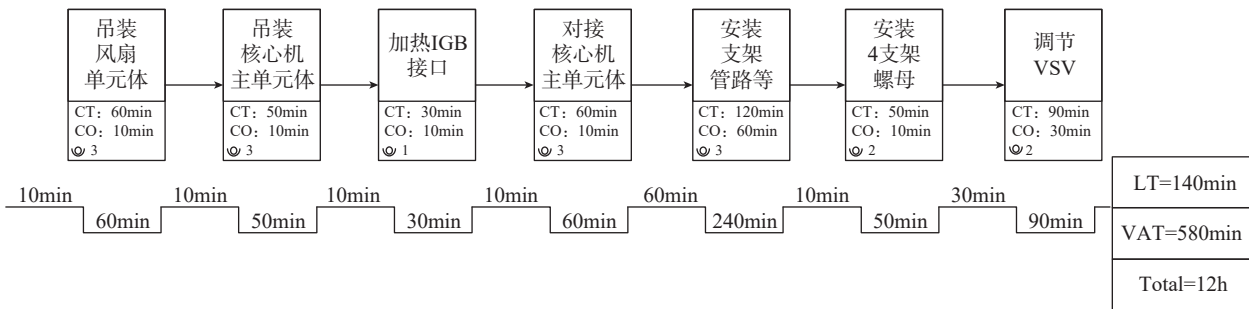 吊装
风扇
单元体
CT：60min
CO：10min
3
吊装
核心机
主单元体
CT：50min
CO：10min
3
加热IGB
接口
CT：30min
CO：10min
1
对接
核心机
主单元体
CT：60min
CO：10min
3
安装
支架
管路等
CT：120min
CO：60min
3
安装
4支架
螺母
CT：50min
CO：10min
2
调节
VSV
CT：90min
CO：30min
2
10min
60min
10min
50min
10min
30min
10min
60min
60min
240min
10min
50min
30min
90min
LT=140min
VAT=580min
Total=12h